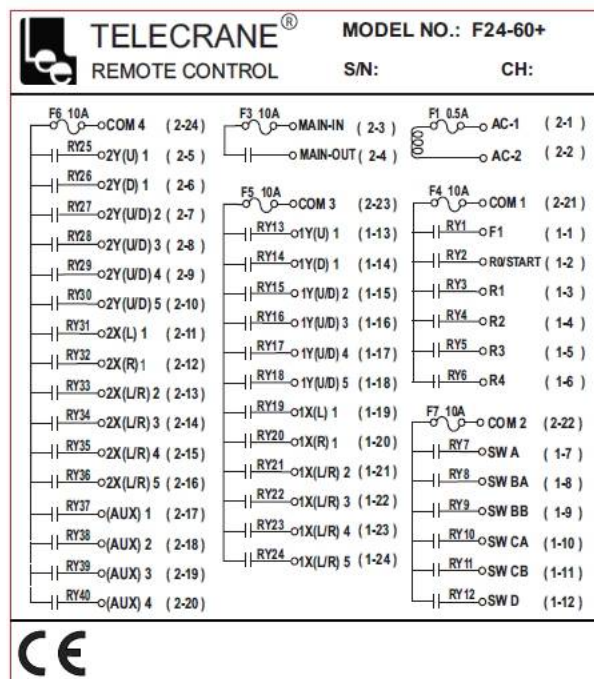 Lee
TELECRANE®
REMOTE CONTROL
MODEL NO.: F24-60+
S/N: CH:
F6 10A COM 4 (2-24)
RY25 2Y(U) 1 (2-5)
RY26 2Y(D) 1 (2-6)
RY27 2Y(U/D) 2 (2-7)
RY28 2Y(U/D) 3 (2-8)
RY29 2Y(U/D) 4 (2-9)
RY30 2Y(U/D) 5 (2-10)
RY31 2X(L) 1 (2-11)
RY32 2X(R) 1 (2-12)
RY33 2X(L/R) 2 (2-13)
RY34 2X(L/R) 3 (2-14)
RY35 2X(L/R) 4 (2-15)
RY36 2X(L/R) 5 (2-16)
RY37 (AUX) 1 (2-17)
RY38 (AUX) 2 (2-18)
RY39 (AUX) 3 (2-19)
RY40 (AUX) 4 (2-20)
F3 10A MAIN-IN (2-3)
MAIN-OUT (2-4)
F5 10A COM 3 (2-23)
RY13 1Y(U) 1 (1-13)
RY14 1Y(D) 1 (1-14)
RY15 1Y(U/D) 2 (1-15)
RY16 1Y(U/D) 3 (1-16)
RY17 1Y(U/D) 4 (1-17)
RY18 1Y(U/D) 5 (1-18)
RY19 1X(L) 1 (1-19)
RY20 1X(R) 1 (1-20)
RY21 1X(L/R) 2 (1-21)
RY22 1X(L/R) 3 (1-22)
RY23 1X(L/R) 4 (1-23)
RY24 1X(L/R) 5 (1-24)
F1 0.5A AC-1 (2-1)
AC-2 (2-2)
F4 10A COM 1 (2-21)
RY1 F1 (1-1)
RY2 R0/START (1-2)
RY3 R1 (1-3)
RY4 R2 (1-4)
RY5 R3 (1-5)
RY6 R4 (1-6)
F7 10A COM 2 (2-22)
RY7 SW A (1-7)
RY8 SW BA (1-8)
RY9 SW BB (1-9)
RY10 SW CA (1-10)
RY11 SW CB (1-11)
RY12 SW D (1-12)
CE